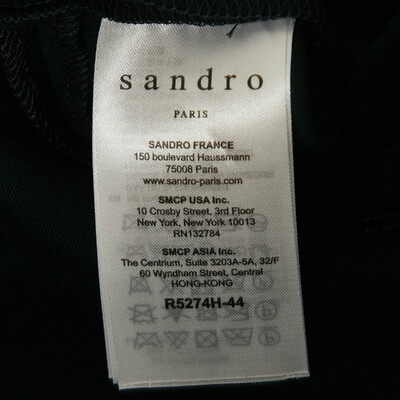 sandro
PARIS
SANDRO FRANCE
150 boulevard Haussmann
75008 Paris
www.sandro-paris.com
SMCP USA Inc.
10 Crosby Street, 3rd Floor
New York, New York 10013
RN132784
SMCP ASIA Inc.
The Centrium, Suite 3203A-5A, 32/F
60 Wyndham Street, Central
HONG-KONG
R5274H-44